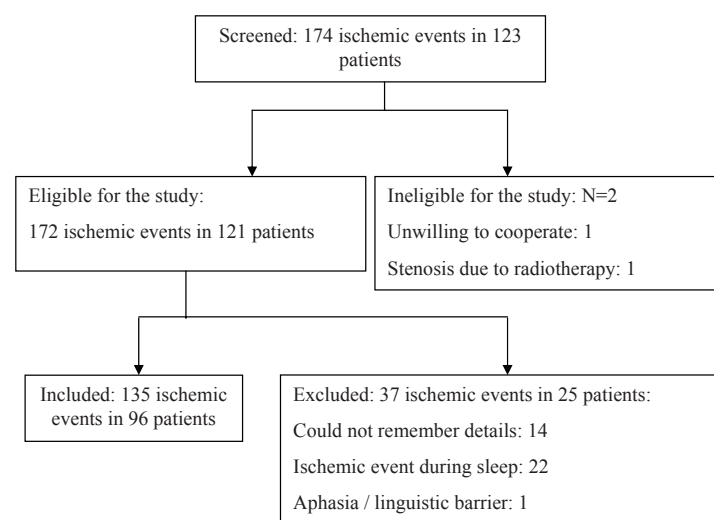 Screened: 174 ischemic events in 123
patients
Eligible for the study:
172 ischemic events in 121 patients
Ineligible for the study: N=2
Unwilling to cooperate: 1
Stenosis due to radiotherapy: 1
Included: 135 ischemic
events in 96 patients
Excluded: 37 ischemic events in 25 patients:
Could not remember details: 14
Ischemic event during sleep: 22
Aphasia / linguistic barrier: 1